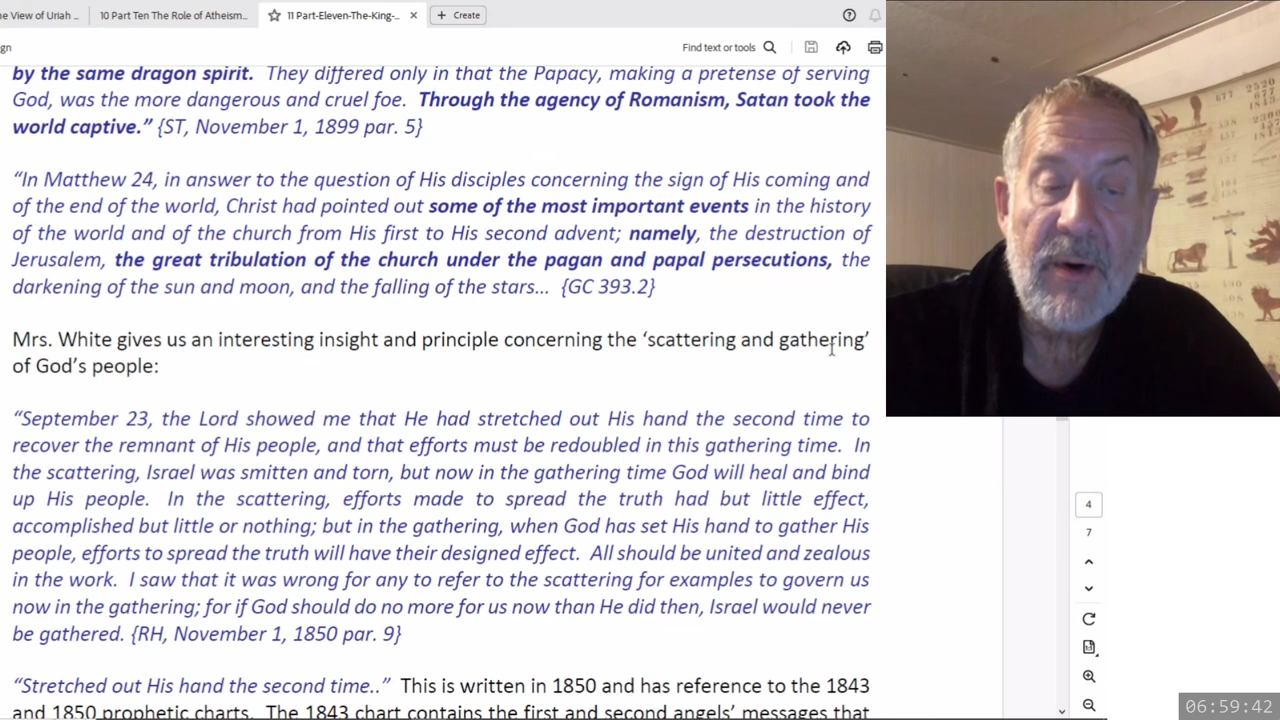 e View of Uriah ..
10 Part Ten The Role of Atheism...
11 Part-Eleven-The-King-...
Create
gn
Find text or tools
by the same dragon spirit. They differed only in that the Papacy, making a pretense of serving
God, was the more dangerous and cruel foe. Through the agency of Romanism, Satan took the
world captive.” {ST, November 1, 1899 par. 5}
“In Matthew 24, in answer to the question of His disciples concerning the sign of His coming and
of the end of the world, Christ had pointed out some of the most important events in the history
of the world and of the church from His first to His second advent; namely, the destruction of
Jerusalem, the great tribulation of the church under the pagan and papal persecutions, the
darkening of the sun and moon, and the falling of the stars… {GC 393.2}
Mrs. White gives us an interesting insight and principle concerning the ‘scattering and gathering’
of God’s people:
“September 23, the Lord showed me that He had stretched out His hand the second time to
recover the remnant of His people, and that efforts must be redoubled in this gathering time. In
the scattering, Israel was smitten and torn, but now in the gathering time God will heal and bind
up His people. In the scattering, efforts made to spread the truth had but little effect,
accomplished but little or nothing; but in the gathering, when God has set His hand to gather His
people, efforts to spread the truth will have their designed effect. All should be united and zealous
in the work. I saw that it was wrong for any to refer to the scattering for examples to govern us
now in the gathering; for if God should do no more for us now than He did then, Israel would never
be gathered. {RH, November 1, 1850 par. 9}
“Stretched out His hand the second time..” This is written in 1850 and has reference to the 1843
and 1850 prophetic charts. The 1843 chart contains the first and second angels’ messages that
4
7
677
2520
538
06:59:42